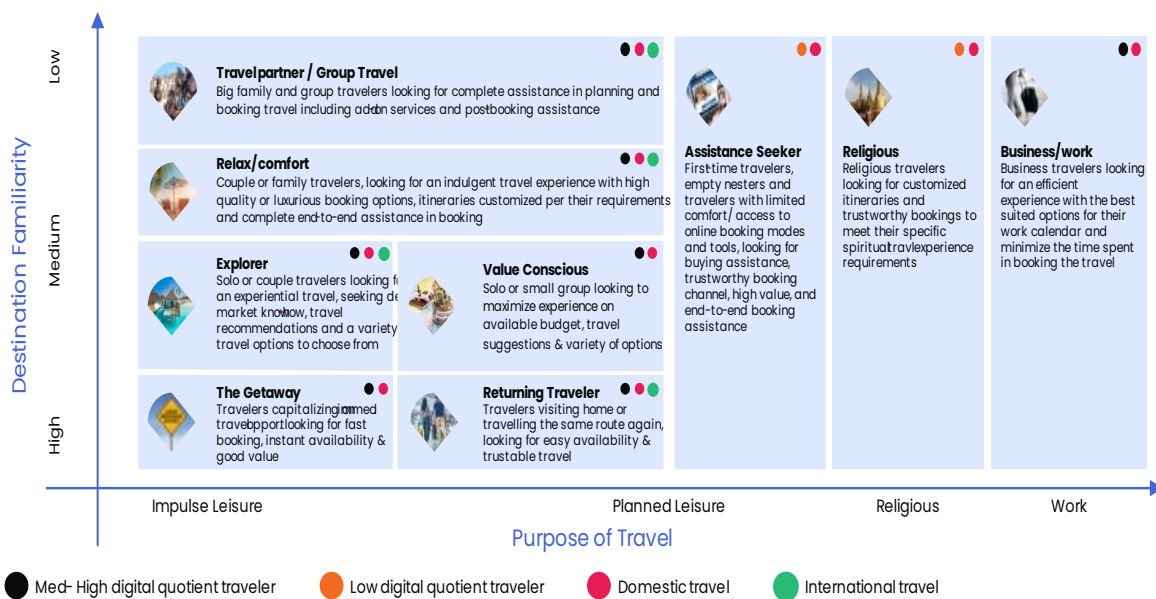 Low
Medium
High
Destination Familiarity
Travel partner / Group Travel
Big family and group travelers looking for complete assistance in planning and
booking travel including add-on services and post-booking assistance
Relax/comfort
Couple or family travelers, looking for an indulgent travel experience with high
quality or luxurious booking options, itineraries customized per their requirements
and complete end-to-end assistance in booking
Explorer
Solo or couple travelers looking fo
an experiential travel, seeking de
market know-how, travel
recommendations and a variety
travel options to choose from
Value Conscious
Solo or small group looking to
maximize experience on
available budget, travel
suggestions & variety of options
The Getaway
Travelers capitalizing
looking for fast
booking, instant availability &
good value
Returning Traveler
Travelers visiting home or
travelling the same route again,
looking for easy availability &
trustable travel
Assistance Seeker
First-time travelers,
empty nesters and
travelers with limited
comfort/ access to
online booking modes
and tools, looking for
buying assistance,
trustworthy booking
channel, high value, and
end-to-end booking
assistance
Religious
Religious travelers
looking for customized
itineraries and
trustworthy bookings to
meet their specific
spiritual travlexperience
requirements
Business/work
Business travelers looking
for an efficient
experience with the best
suited options for their
work calendar and
minimize the time spent
in booking the travel
Impulse Leisure
Planned Leisure
Religious
Work
Purpose of Travel
Med- High digital quotient traveler
Low digital quotient traveler
Domestic travel
International travel